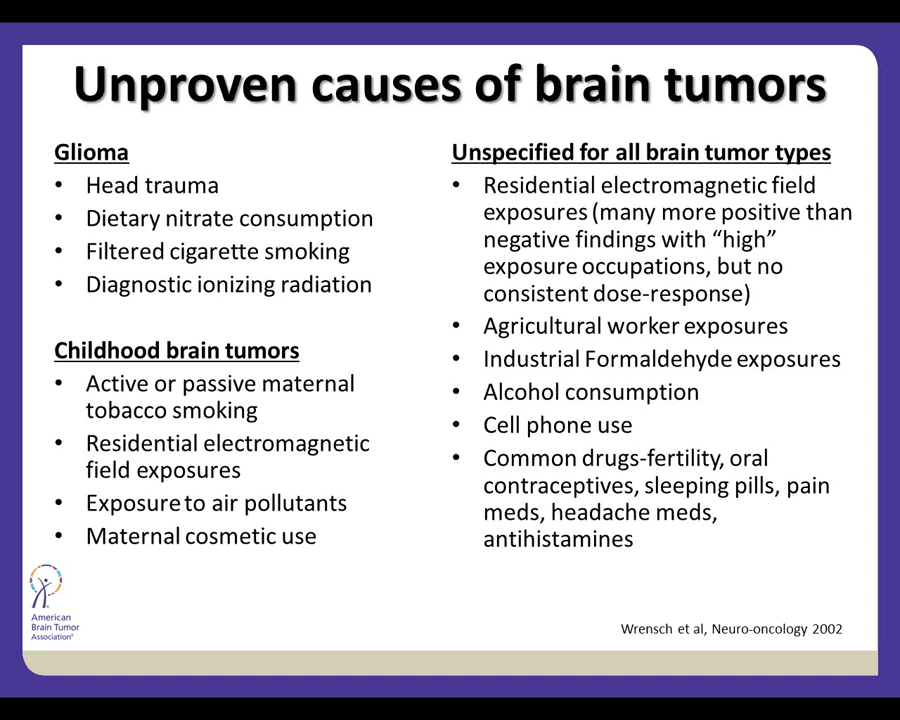 Unproven causes of brain tumors
Glioma
• Head trauma
• Dietary nitrate consumption
• Filtered cigarette smoking
• Diagnostic ionizing radiation
Childhood brain tumors
• Active or passive maternal
tobacco smoking
• Residential electromagnetic
field exposures
• Exposure to air pollutants
• Maternal cosmetic use
Unspecified for all brain tumor types
• Residential electromagnetic field
exposures (many more positive than
negative findings with “high”
exposure occupations, but no
consistent dose-response)
• Agricultural worker exposures
• Industrial Formaldehyde exposures
• Alcohol consumption
• Cell phone use
• Common drugs-fertility, oral
contraceptives, sleeping pills, pain
meds, headache meds,
antihistamines
American
Brain Tumor
Association®
Wrensch et al, Neuro-oncology 2002